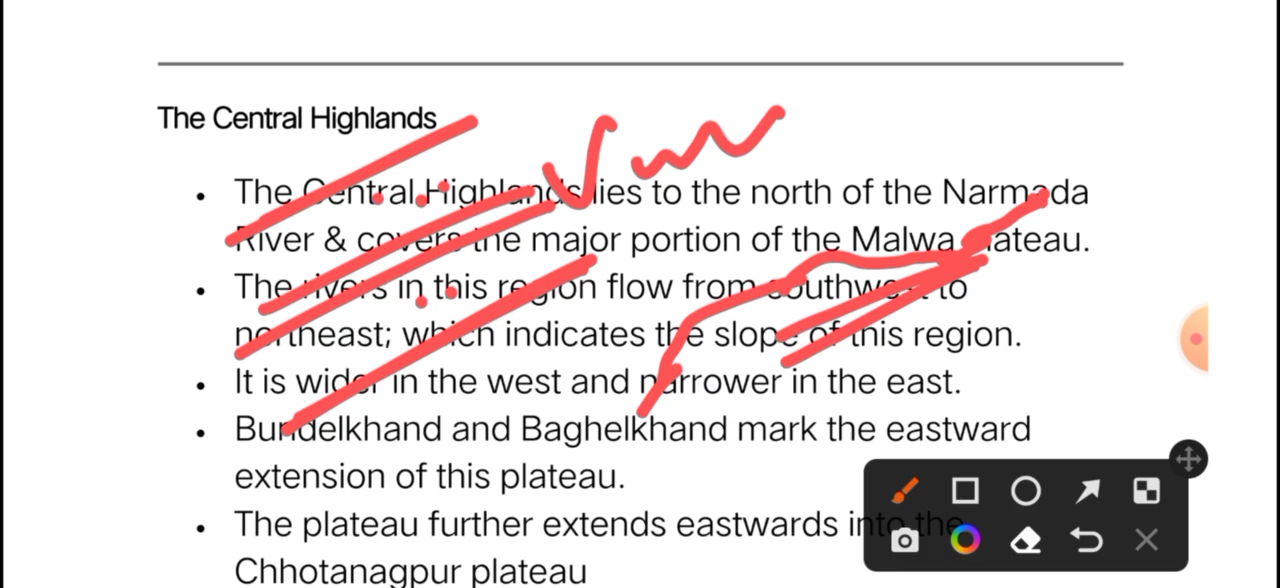 The Central Highlands
• The Central Highlands lies to the north of the Narmada
River & covers the major portion of the Malwa plateau.
• The rivers in this region flow from southwest to
northeast; which indicates the slope of this region.
• It is wider in the west and narrower in the east.
• Bundelkhand and Baghelkhand mark the eastward
extension of this plateau.
• The plateau further extends eastwards into the
Chhotanagpur plateau